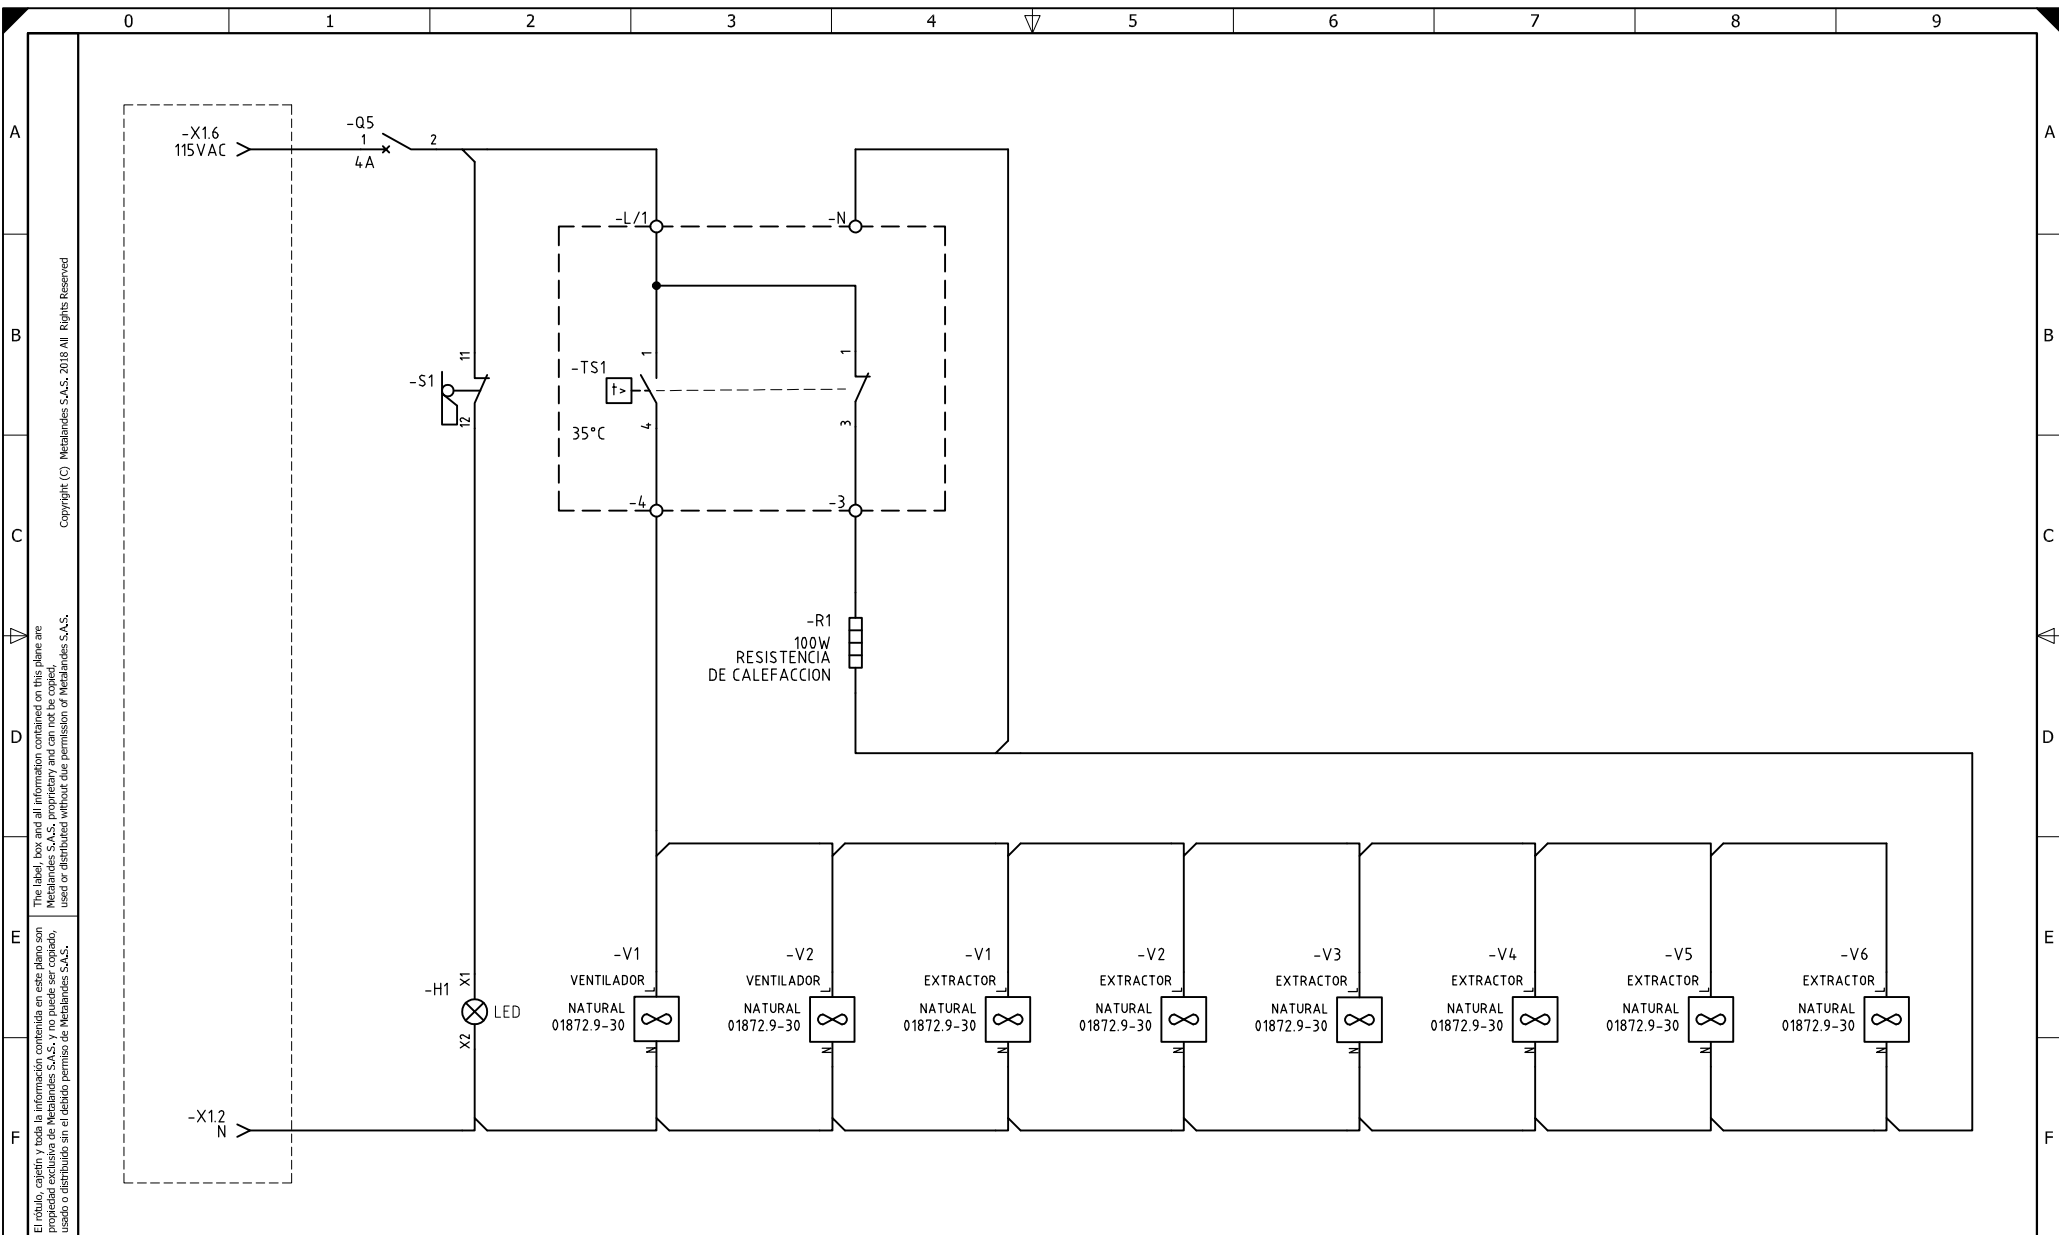 0 1 2 3 4 5 6 7 8 9
A A
B B
C C
D D
E E
F F
Copyright (C) Metalandes S.A.S. 2018 All Rights Reserved
The label, box and all information contained on this plane are
Metalandes S.A.S. proprietary and can not be copied,
used or distributed without due permission of Metalandes S.A.S.
El rótulo, cajetín y toda la información contenida en este plano son
propiedad exclusiva de Metalandes S.A.S. y no puede ser copiado,
usado o distribuido sin el debido permiso de Metalandes S.A.S.
-X1.6
115VAC
-Q5
1 2
4A
-L/1 -N
11
-S1
12
-TS1
t>
35°C
1 1
4 3
-4 -3
-R1
100W
RESISTENCIA
DE CALEFACCION
-H1
X1
LED
X2
-V1
VENTILADOR L
NATURAL
01872.9-30
N
-V2
VENTILADOR L
NATURAL
01872.9-30
N
-V1
EXTRACTOR L
NATURAL
01872.9-30
N
-V2
EXTRACTOR L
NATURAL
01872.9-30
N
-V3
EXTRACTOR L
NATURAL
01872.9-30
N
-V4
EXTRACTOR L
NATURAL
01872.9-30
N
-V5
EXTRACTOR L
NATURAL
01872.9-30
N
-V6
EXTRACTOR L
NATURAL
01872.9-30
N
-X1.2
N